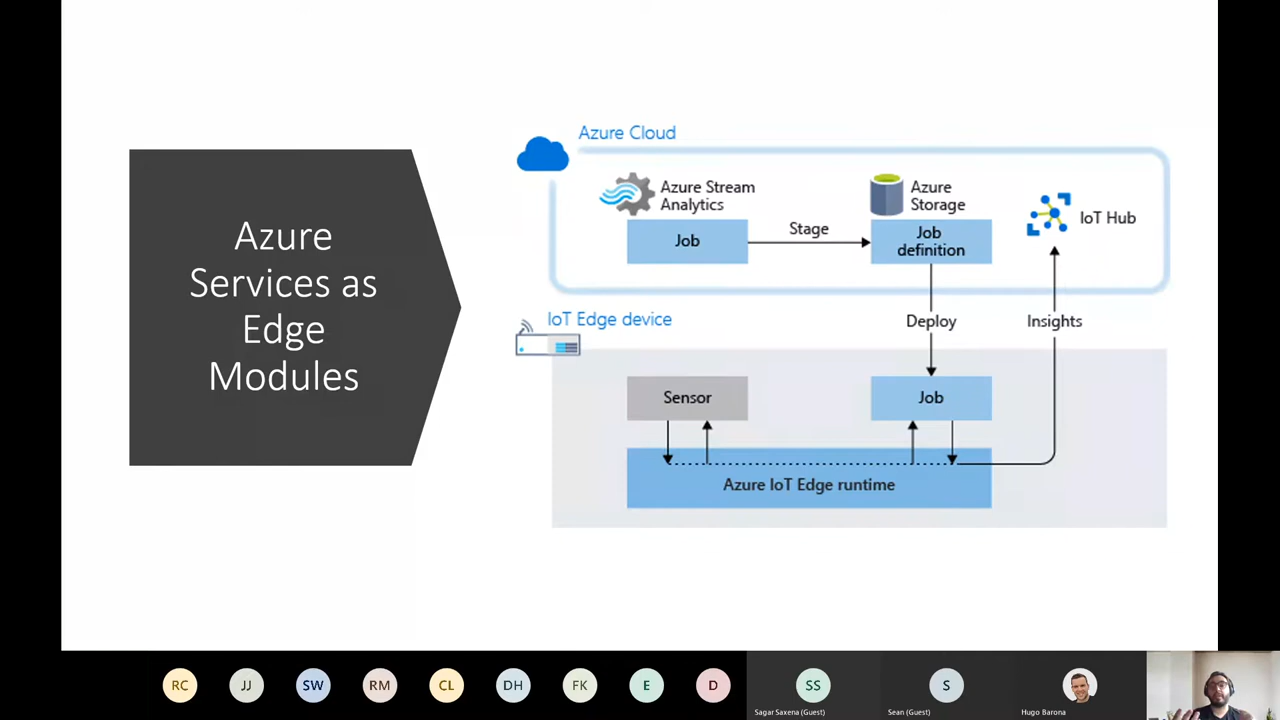 Azure
Services as
Edge
Modules
Azure Cloud
Azure Stream
Analytics
Job
Stage
Azure
Storage
Job
definition
IoT Hub
IoT Edge device
Deploy
Insights
Sensor
Job
Azure IoT Edge runtime
RC
JJ
SW
RM
CL
DH
FK
E
D
SS
Sagar Saxena (Guest)
S
Sean (Guest)
Hugo Barona